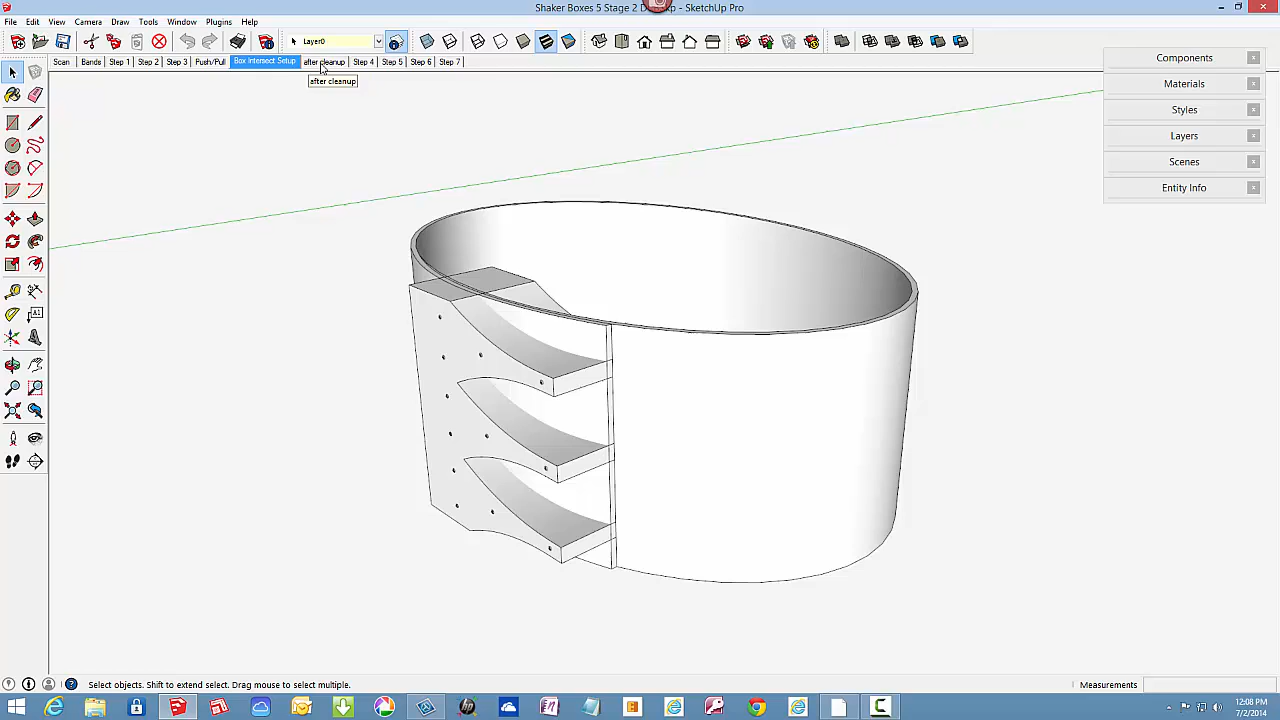 Shaker Boxes 5 Stage 2 D
kp - SketchUp Pro
File Edit View Camera Draw Tools Window Plugins Help
Layer0
Scan Bands Step 1 Step 2 Step 3 Push/Pull Box Intersect Setup after cleanup Step 4 Step 5 Step 6 Step 7
after cleanup
Components
Materials
Styles
Layers
Scenes
Entity Info
Select objects. Shift to extend select. Drag mouse to select multiple.
Measurements
12:08 PM
7/2/2014